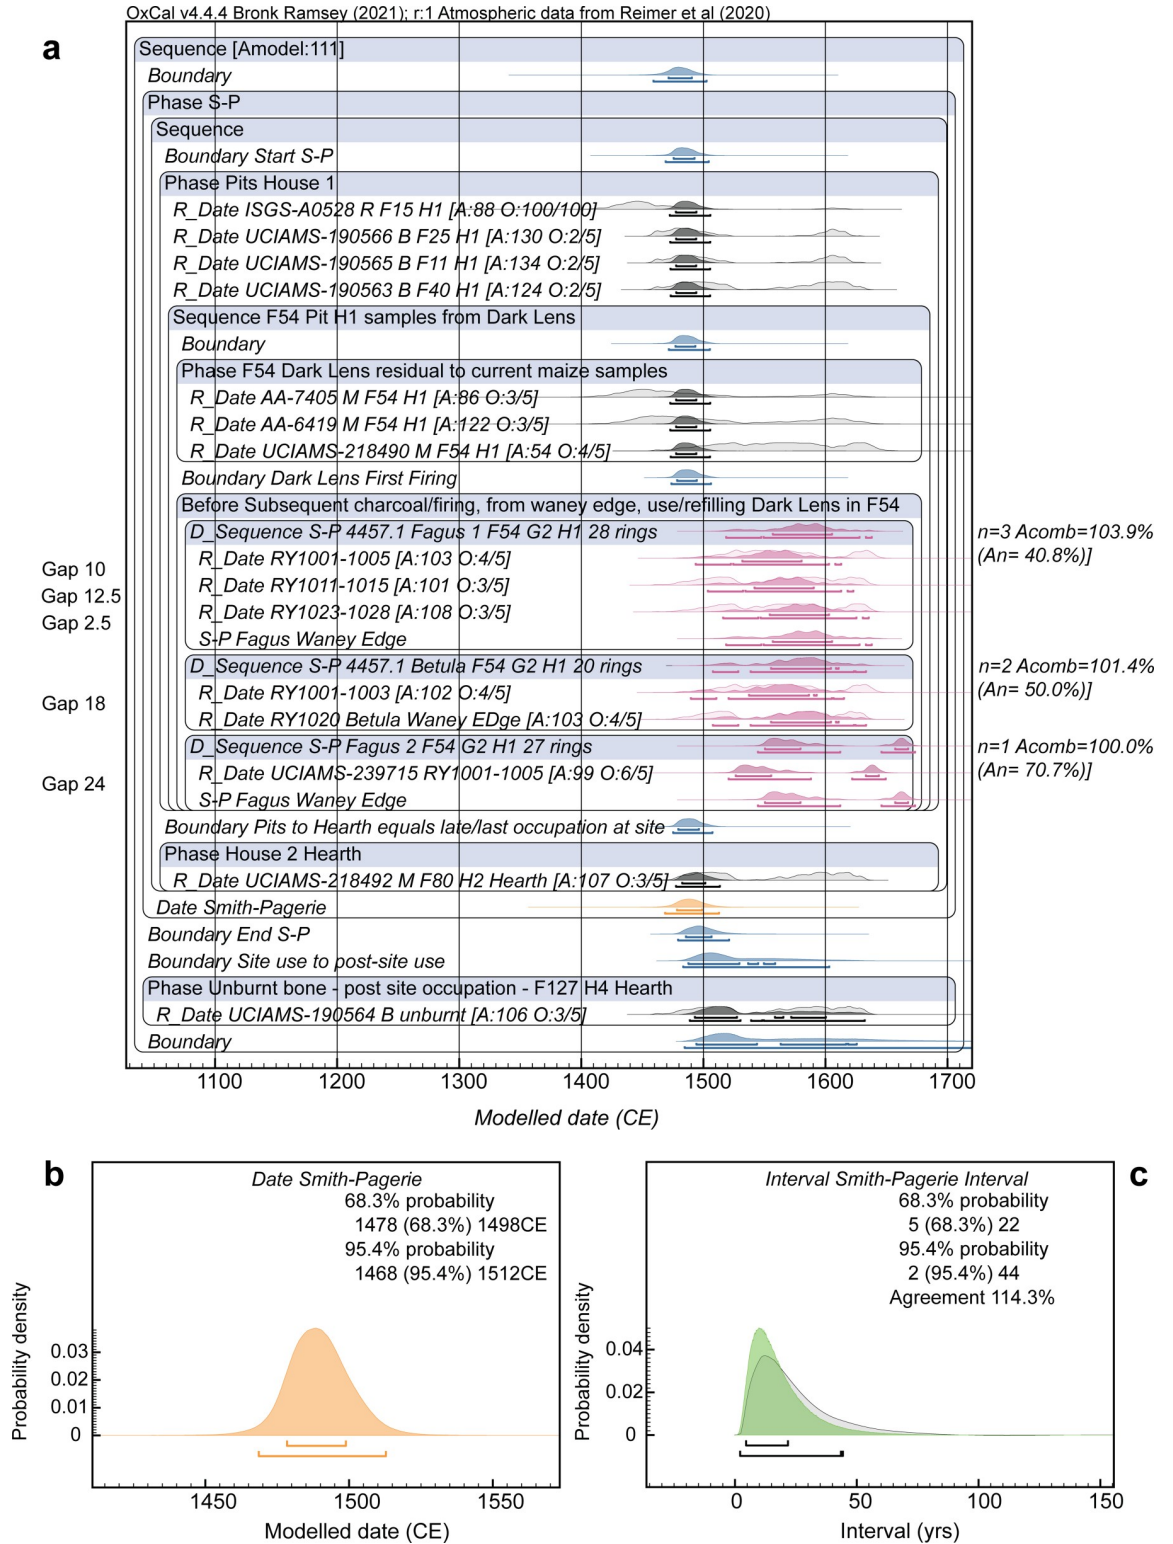 OxCal v4.4.4 Bronk Ramsey (2021); r:1 Atmospheric data from Reimer et al (2020)
a
Sequence [Amodel:111]
Boundary
Phase S-P
Sequence
Boundary Start S-P
Phase Pits House 1
R_Date ISGS-A0528 R F15 H1 [A:88 O:100/100]
R_Date UCIAMS-190566 B F25 H1 [A:130 O:2/5]
R_Date UCIAMS-190565 B F11 H1 [A:134 O:2/5]
R_Date UCIAMS-190563 B F40 H1 [A:124 O:2/5]
Sequence F54 Pit H1 samples from Dark Lens
Boundary
Phase F54 Dark Lens residual to current maize samples
R_Date AA-7405 M F54 H1 [A:86 O:3/5]
R_Date AA-6419 M F54 H1 [A:122 O:3/5]
R_Date UCIAMS-218490 M F54 H1 [A:54 O:4/5]
Boundary Dark Lens First Firing
Before Subsequent charcoal/firing, from waney edge, use/refilling Dark Lens in F54
D_Sequence S-P 4457.1 Fagus 1 F54 G2 H1 28 rings n=3 Acomb=103.9%
R_Date RY1001-1005 [A:103 O:4/5] (An= 40.8%)]
Gap 10
R_Date RY1011-1015 [A:101 O:3/5]
Gap 12.5
R_Date RY1023-1028 [A:108 O:3/5]
Gap 2.5
S-P Fagus Waney Edge
D_Sequence S-P 4457.1 Betula F54 G2 H1 20 rings n=2 Acomb=101.4%
R_Date RY1001-1003 [A:102 O:4/5] (An= 50.0%)]
Gap 18
R_Date RY1020 Betula Waney EDge [A:103 O:4/5]
D_Sequence S-P Fagus 2 F54 G2 H1 27 rings n=1 Acomb=100.0%
R_Date UCIAMS-239715 RY1001-1005 [A:99 O:6/5] (An= 70.7%)]
Gap 24
S-P Fagus Waney Edge
Boundary Pits to Hearth equals late/last occupation at site
Phase House 2 Hearth
R_Date UCIAMS-218492 M F80 H2 Hearth [A:107 O:3/5]
Date Smith-Pagerie
Boundary End S-P
Boundary Site use to post-site use
Phase Unburnt bone - post site occupation - F127 H4 Hearth
R_Date UCIAMS-190564 B unburnt [A:106 O:3/5]
Boundary
1100 1200 1300 1400 1500 1600 1700
Modelled date (CE)
b
Date Smith-Pagerie
68.3% probability
1478 (68.3%) 1498CE
95.4% probability
1468 (95.4%) 1512CE
Probability density
0.03
0.02
0.01
0
1450 1500 1550
Modelled date (CE)
c
Interval Smith-Pagerie Interval
68.3% probability
5 (68.3%) 22
95.4% probability
2 (95.4%) 44
Agreement 114.3%
Probability density
0.04
0.02
0
0 50 100 150
Interval (yrs)